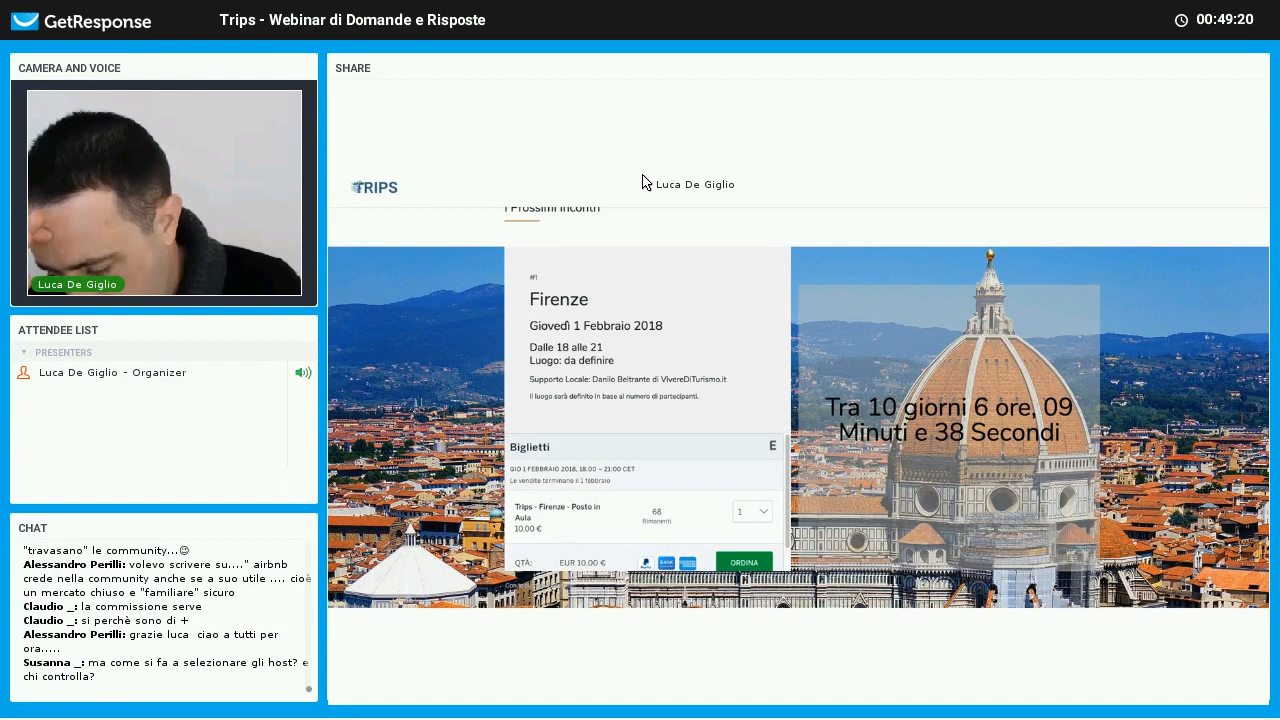 GetResponse
Trips - Webinar di Domande e Risposte
00:49:20
CAMERA AND VOICE
Luca De Giglio
ATTENDEE LIST
PRESENTERS
Luca De Giglio - Organizer
CHAT
"travasano" le community...☺
Alessandro Perilli: volevo scrivere su...." airbnb
crede nella community anche se a suo utile .... cioè
un mercato chiuso e "familiare" sicuro
Claudio _: la commissione serve
Claudio _: si perchè sono di +
Alessandro Perilli: grazie luca  ciao a tutti per
ora.....
Susanna _: ma come si fa a selezionare gli host? e
chi controlla?
SHARE
TRIPS
Luca De Giglio
I Prossimi Incontri
#1
Firenze
Giovedì 1 Febbraio 2018
Dalle 18 alle 21
Luogo: da definire
Supporto Locale: Danilo Beltrante di VivereDiTurismo.it
Il luogo sarà definito in base al numero di partecipanti.
Biglietti
E
GIO 1 FEBBRAIO 2018, 18:00 – 21:00 CET
Le vendite terminano il 1 febbraio
Trips - Firenze - Posto in
Aula
10,00 €
68
Rimanenti
1
QTÀ:
EUR 10.00 €
ORDINA
Tra 10 giorni 6 ore, 09
Minuti e 38 Secondi